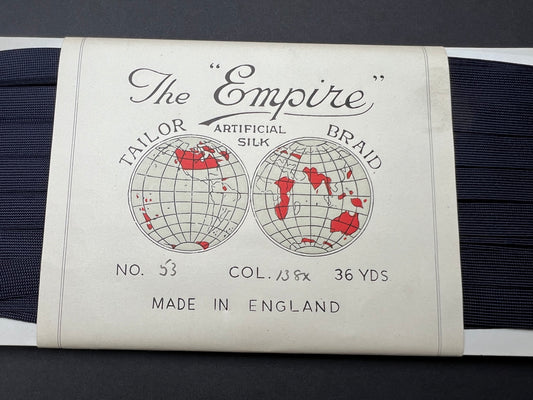 The "Empire"
TAILOR ARTIFICIAL SILK BRAID
NO. 53 COL. 138x 36 YDS
MADE IN ENGLAND